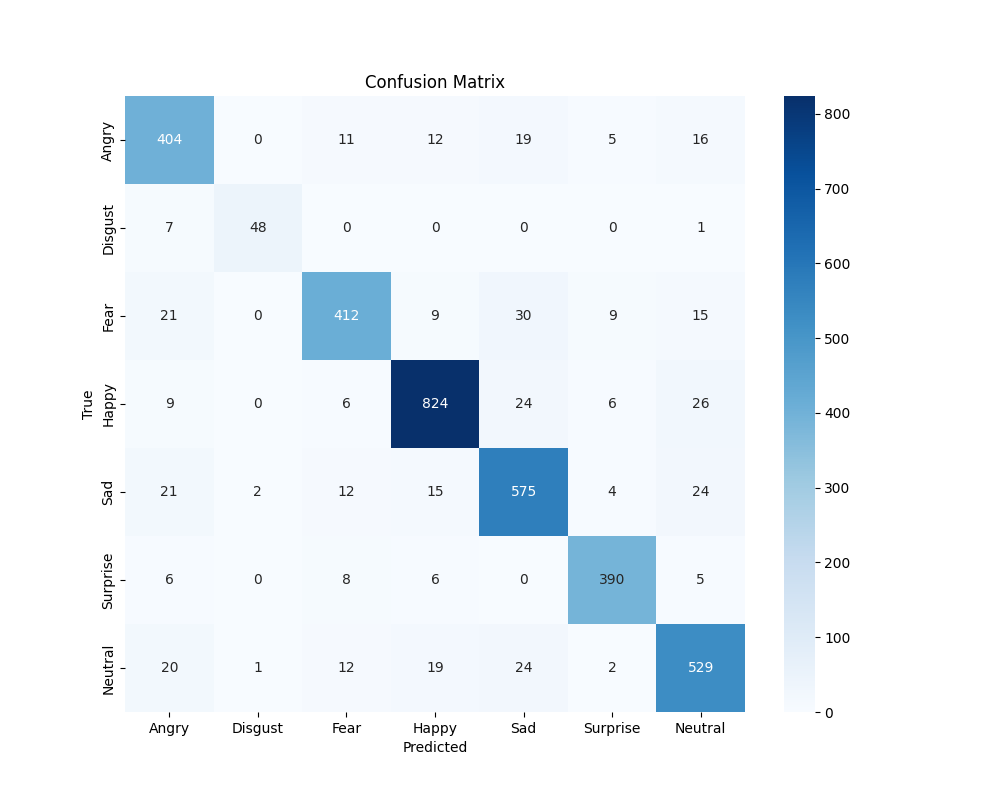 Confusion Matrix
Angry 404 0 11 12 19 5 16
Disgust 7 48 0 0 0 0 1
Fear 21 0 412 9 30 9 15
Happy 9 0 6 824 24 6 26
Sad 21 2 12 15 575 4 24
Surprise 6 0 8 6 0 390 5
Neutral 20 1 12 19 24 2 529
True
Angry Disgust Fear Happy Sad Surprise Neutral
Predicted
800
700
600
500
400
300
200
100
0